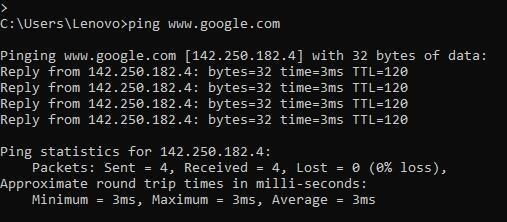 >
C:\Users\Lenovo>ping www.google.com
Pinging www.google.com [142.250.182.4] with 32 bytes of data:
Reply from 142.250.182.4: bytes=32 time=3ms TTL=120
Reply from 142.250.182.4: bytes=32 time=3ms TTL=120
Reply from 142.250.182.4: bytes=32 time=3ms TTL=120
Reply from 142.250.182.4: bytes=32 time=3ms TTL=120
Ping statistics for 142.250.182.4:
    Packets: Sent = 4, Received = 4, Lost = 0 (0% loss),
Approximate round trip times in milli-seconds:
    Minimum = 3ms, Maximum = 3ms, Average = 3ms